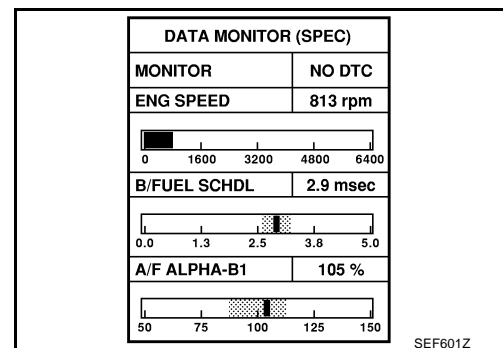 DATA MONITOR (SPEC)
MONITOR NO DTC
ENG SPEED 813 rpm
0 1600 3200 4800 6400
B/FUEL SCHDL 2.9 msec
0.0 1.3 2.5 3.8 5.0
A/F ALPHA-B1 105 %
50 75 100 125 150
SEF601Z